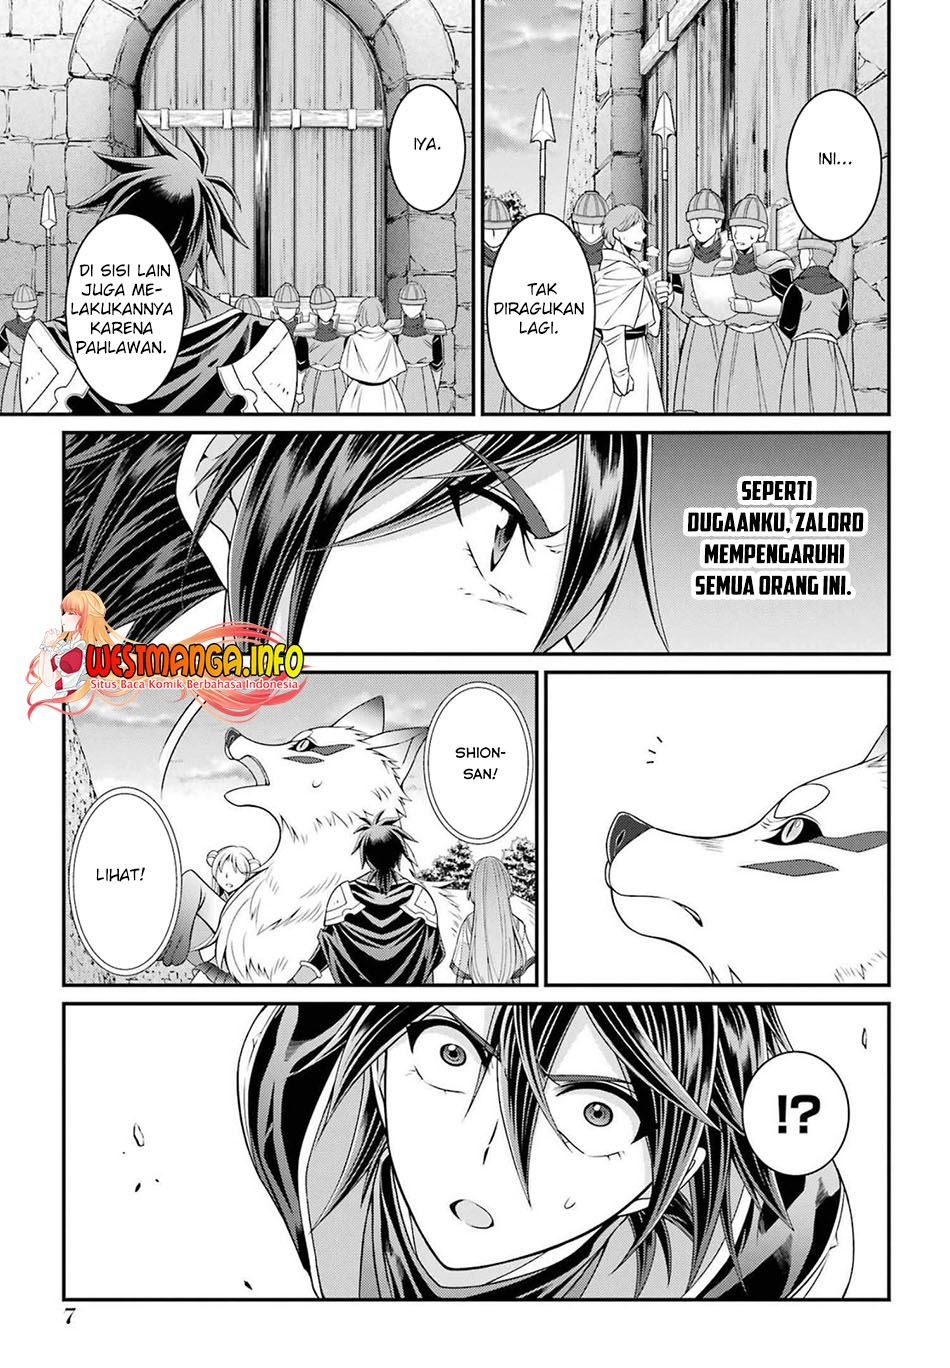 INI...
TAK
DIRAGUKAN
LAGI.
IYA.
DI SISI LAIN
JUGA ME-
LAKUKANNYA
KARENA
PAHLAWAN.
SEPERTI
DUGAANKU, ZALORD
MEMPENGARUHI
SEMUA ORANG INI.
WESTMANGA.INFO
Situs Baca Komik Berbahasa Indonesia
SHION-
SAN!
LIHAT!
!?
7